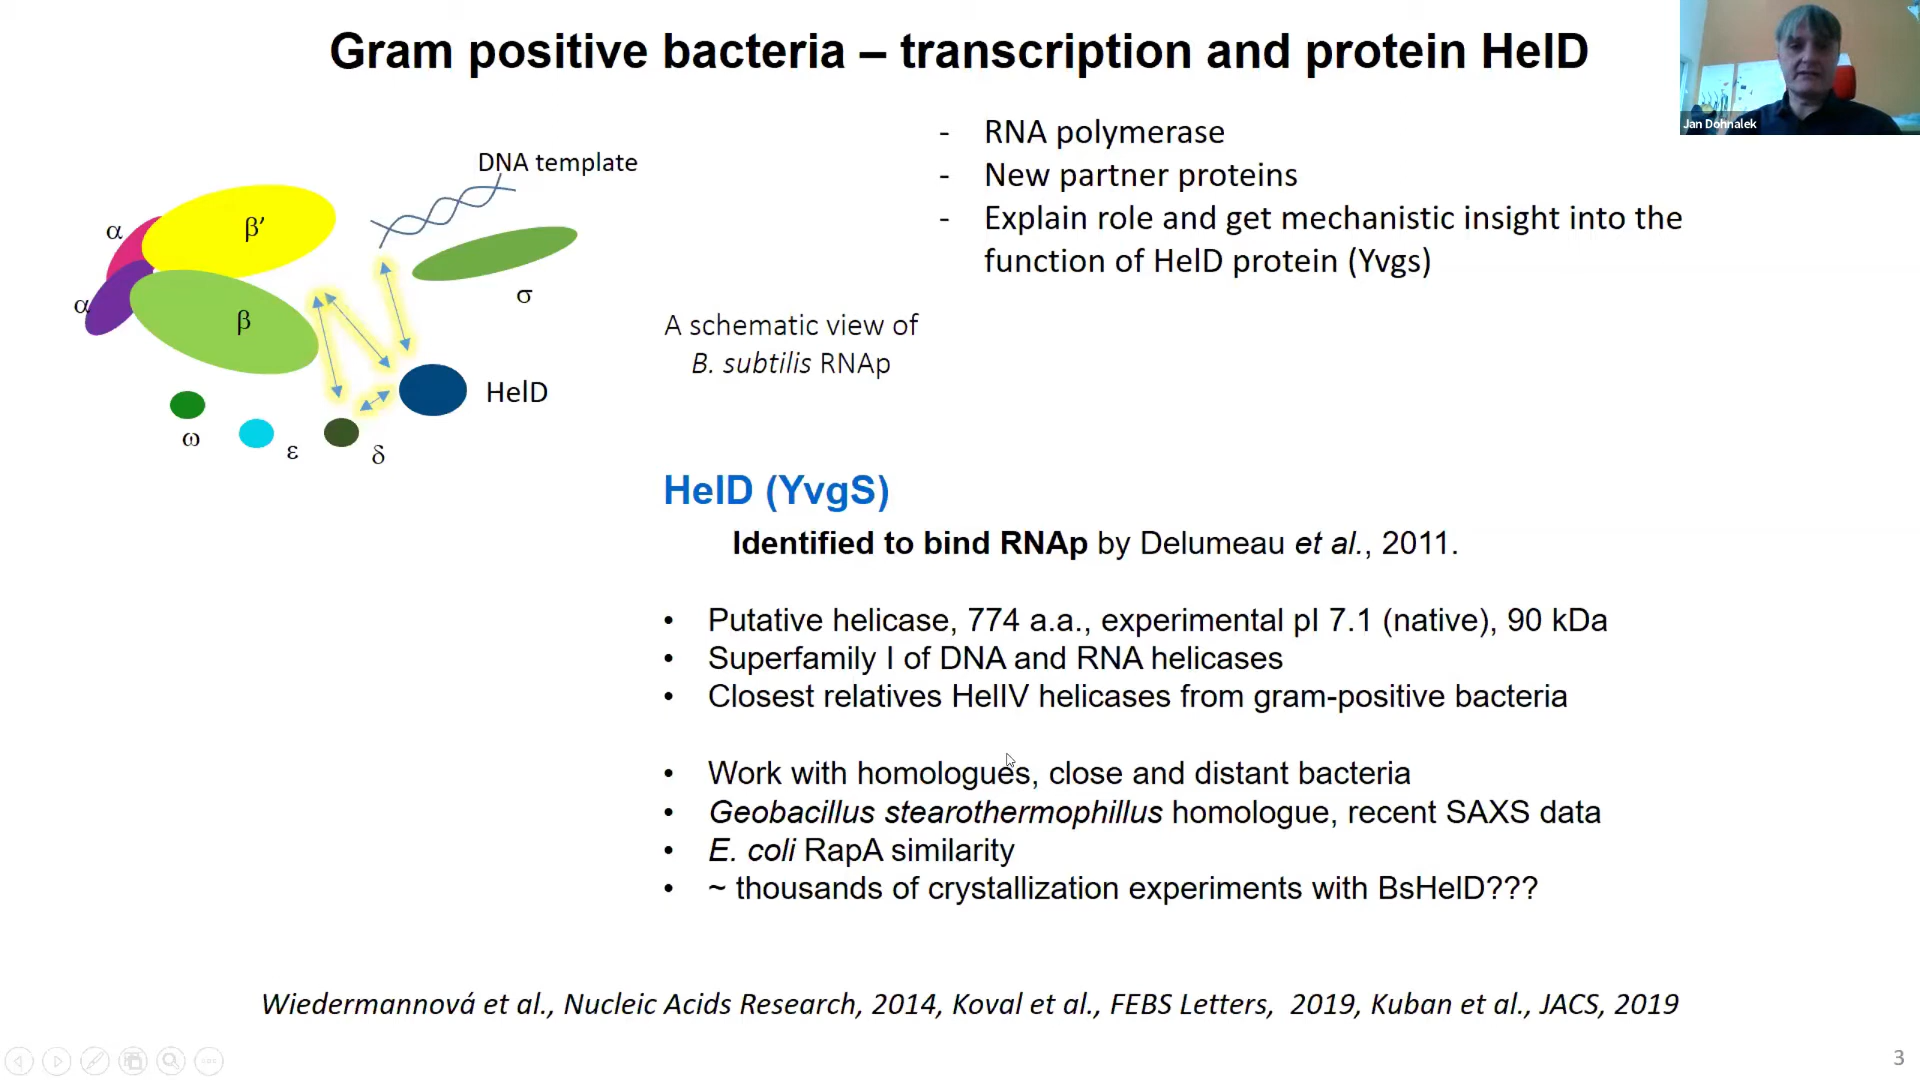 Gram positive bacteria – transcription and protein HelD
Jan Dohnalek
- RNA polymerase
- New partner proteins
- Explain role and get mechanistic insight into the
function of HelD protein (Yvgs)
DNA template
α
β′
σ
α
β
A schematic view of
B. subtilis RNAp
HelD
ω
ε
δ
HelD (YvgS)
Identified to bind RNAp by Delumeau et al., 2011.
• Putative helicase, 774 a.a., experimental pI 7.1 (native), 90 kDa
• Superfamily I of DNA and RNA helicases
• Closest relatives HelIV helicases from gram-positive bacteria
• Work with homologues, close and distant bacteria
• Geobacillus stearothermophillus homologue, recent SAXS data
• E. coli RapA similarity
• ~ thousands of crystallization experiments with BsHelD???
Wiedermannová et al., Nucleic Acids Research, 2014, Koval et al., FEBS Letters, 2019, Kuban et al., JACS, 2019
3